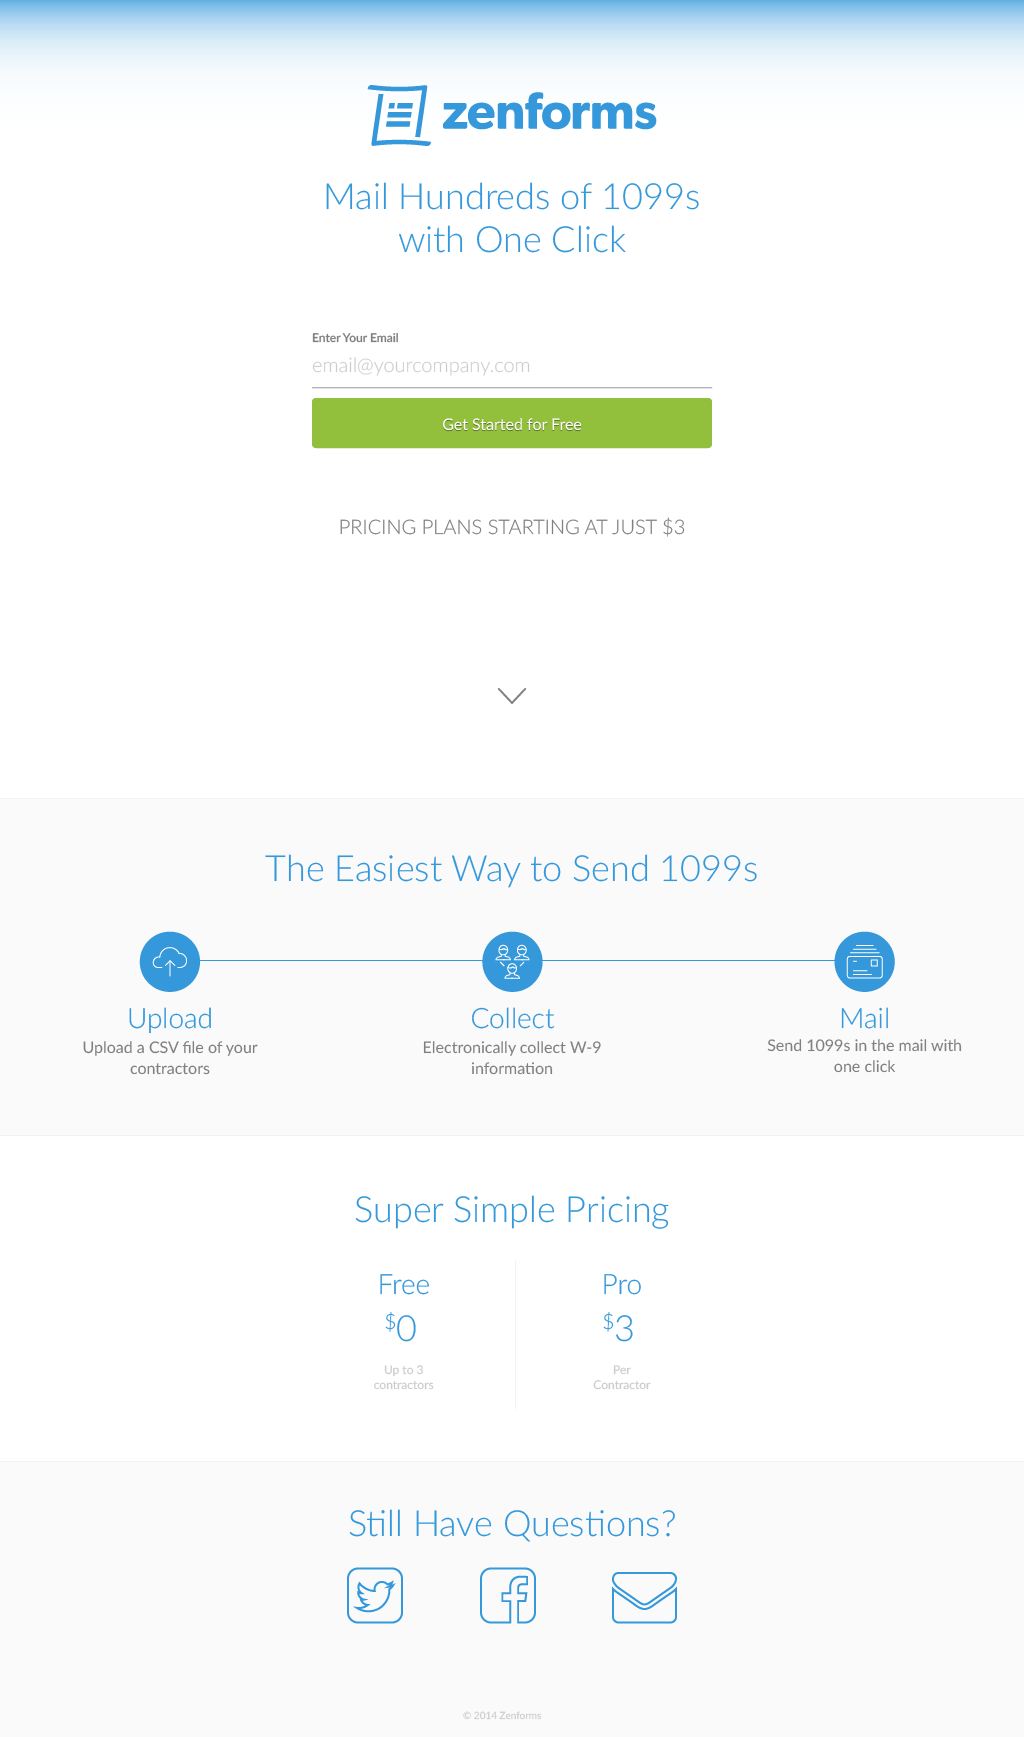 zenforms
Mail Hundreds of 1099s
with One Click
Enter Your Email
email@yourcompany.com
Get Started for Free
PRICING PLANS STARTING AT JUST $3
The Easiest Way to Send 1099s
Upload
Upload a CSV file of your
contractors
Collect
Electronically collect W-9
information
Mail
Send 1099s in the mail with
one click
Super Simple Pricing
Free
$0
Up to 3
contractors
Pro
$3
Per
Contractor
Still Have Questions?
© 2014 Zenforms